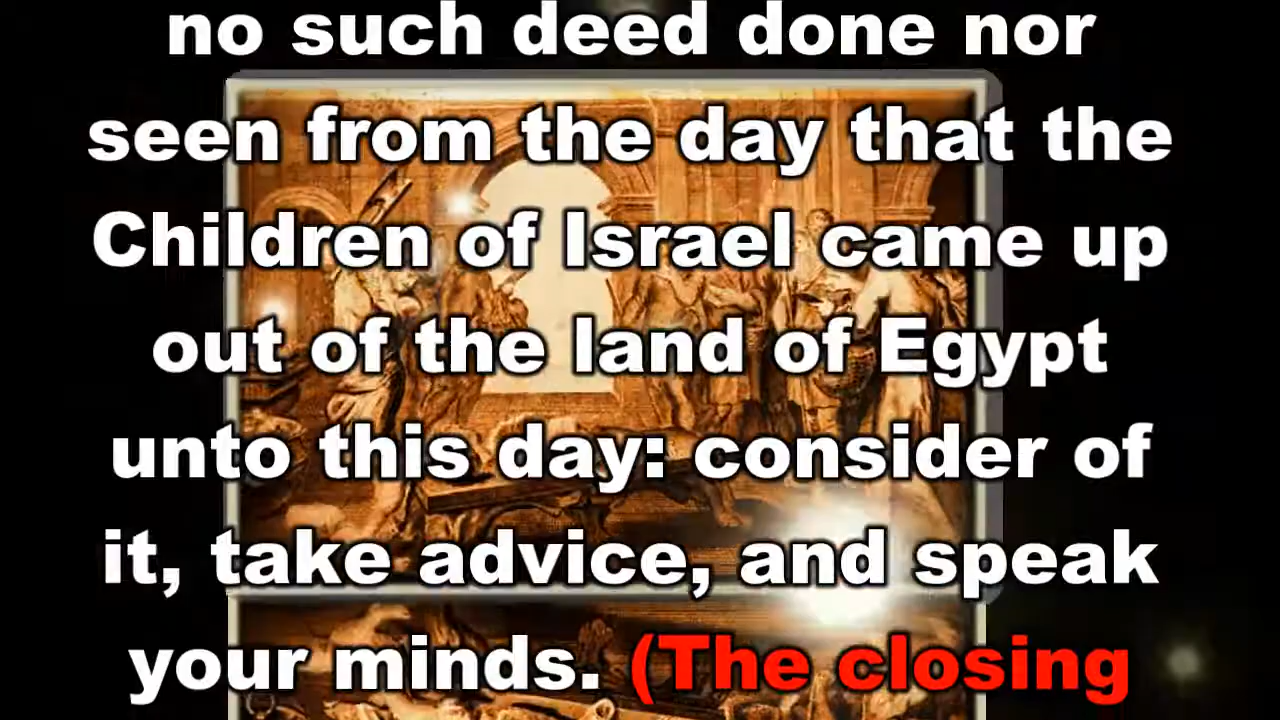 no such deed done nor
seen from the day that the
Children of Israel came up
out of the land of Egypt
unto this day: consider of
it, take advice, and speak
your minds. (The closing